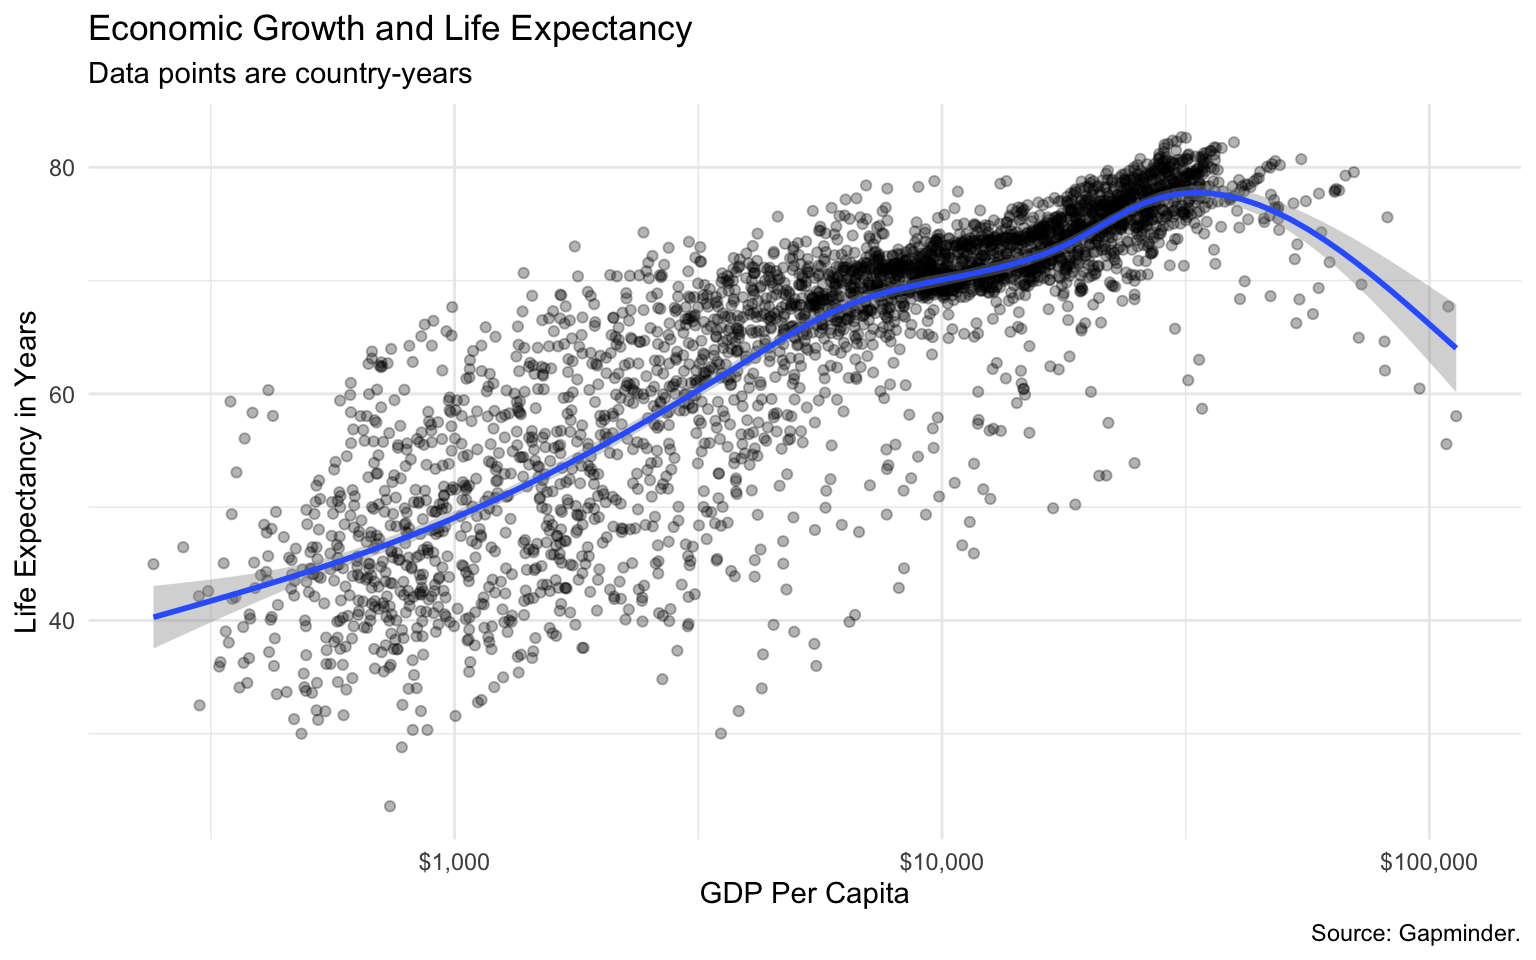 Economic Growth and Life Expectancy
Data points are country-years
Life Expectancy in Years
80
60
40
$1,000
$10,000
$100,000
GDP Per Capita
Source: Gapminder.